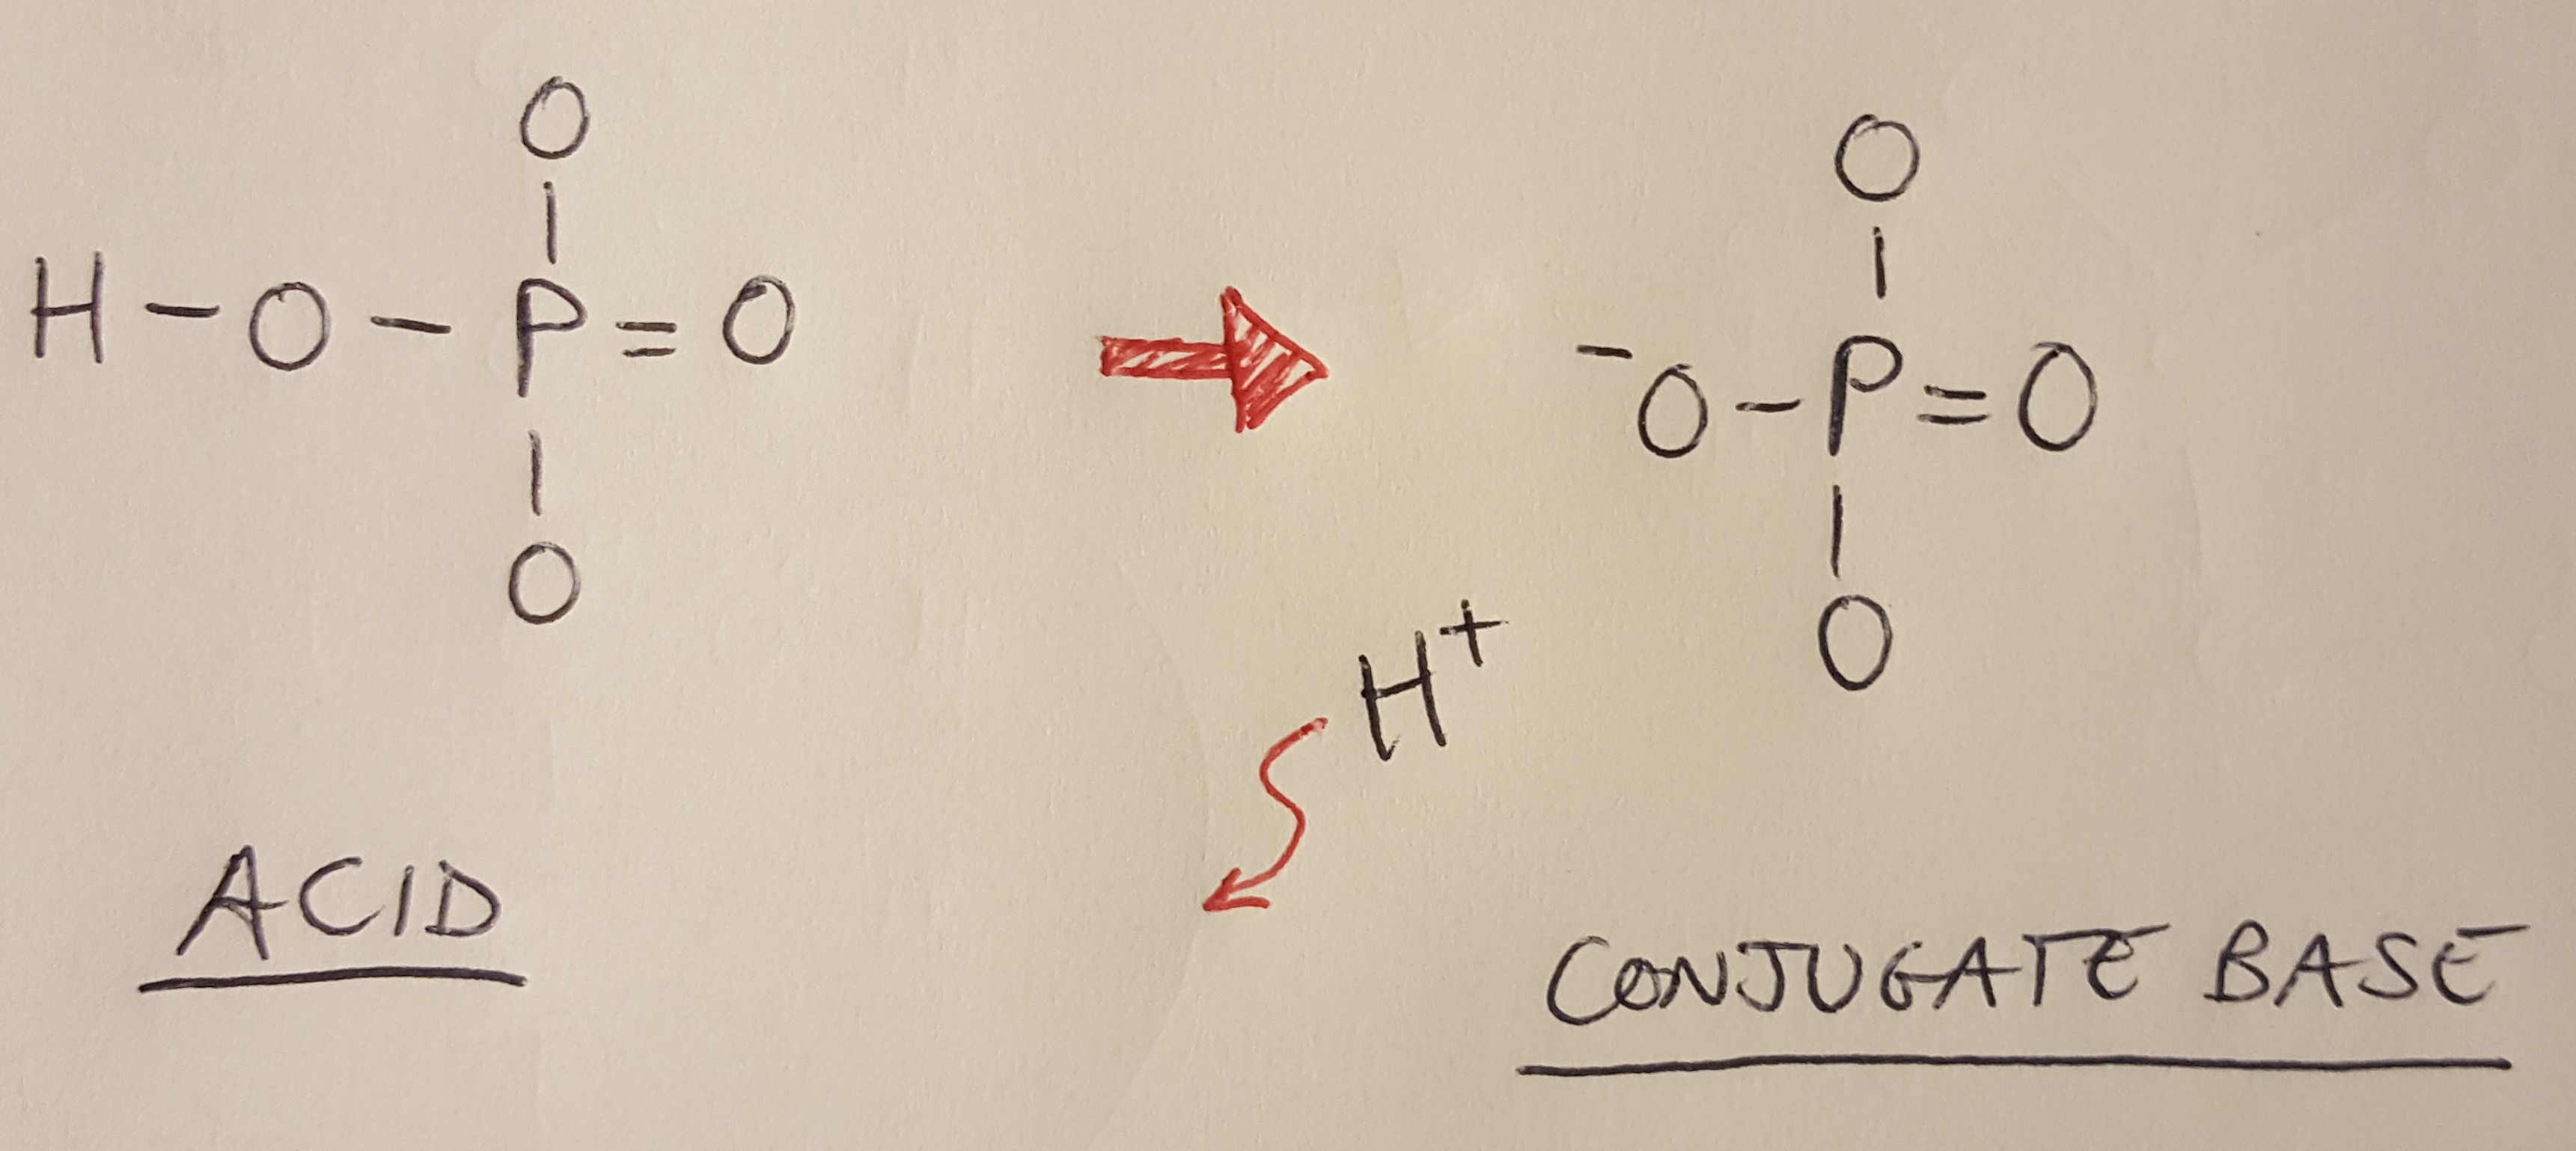 O
|
H - O - P = O
|
O
O
|
⁻O - P = O
|
O
H⁺
ACID
CONJUGATE BASE